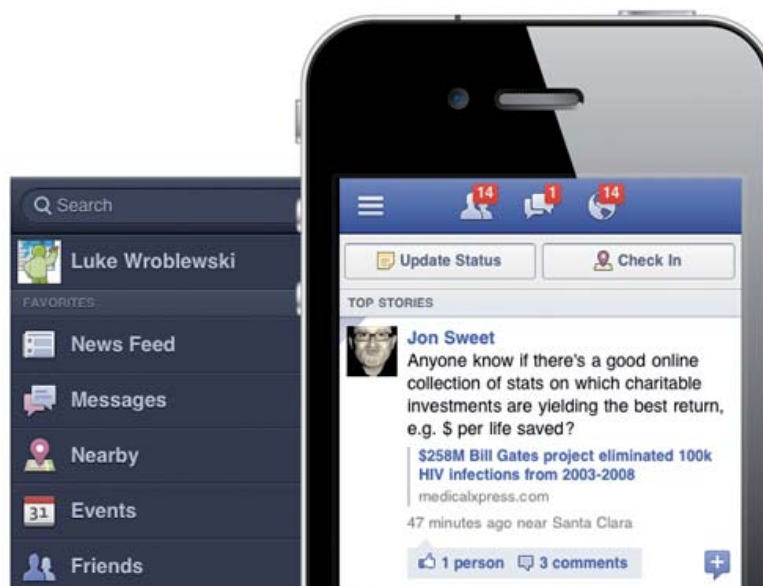 Search
Luke Wroblewski
FAVORITES
News Feed
Messages
Nearby
31
Events
Friends
14
1
14
Update Status
Check In
TOP STORIES
Jon Sweet
Anyone know if there's a good online
collection of stats on which charitable
investments are yielding the best return,
e.g. $ per life saved?
$258M Bill Gates project eliminated 100k
HIV infections from 2003-2008
medicalxpress.com
47 minutes ago near Santa Clara
1 person 3 comments